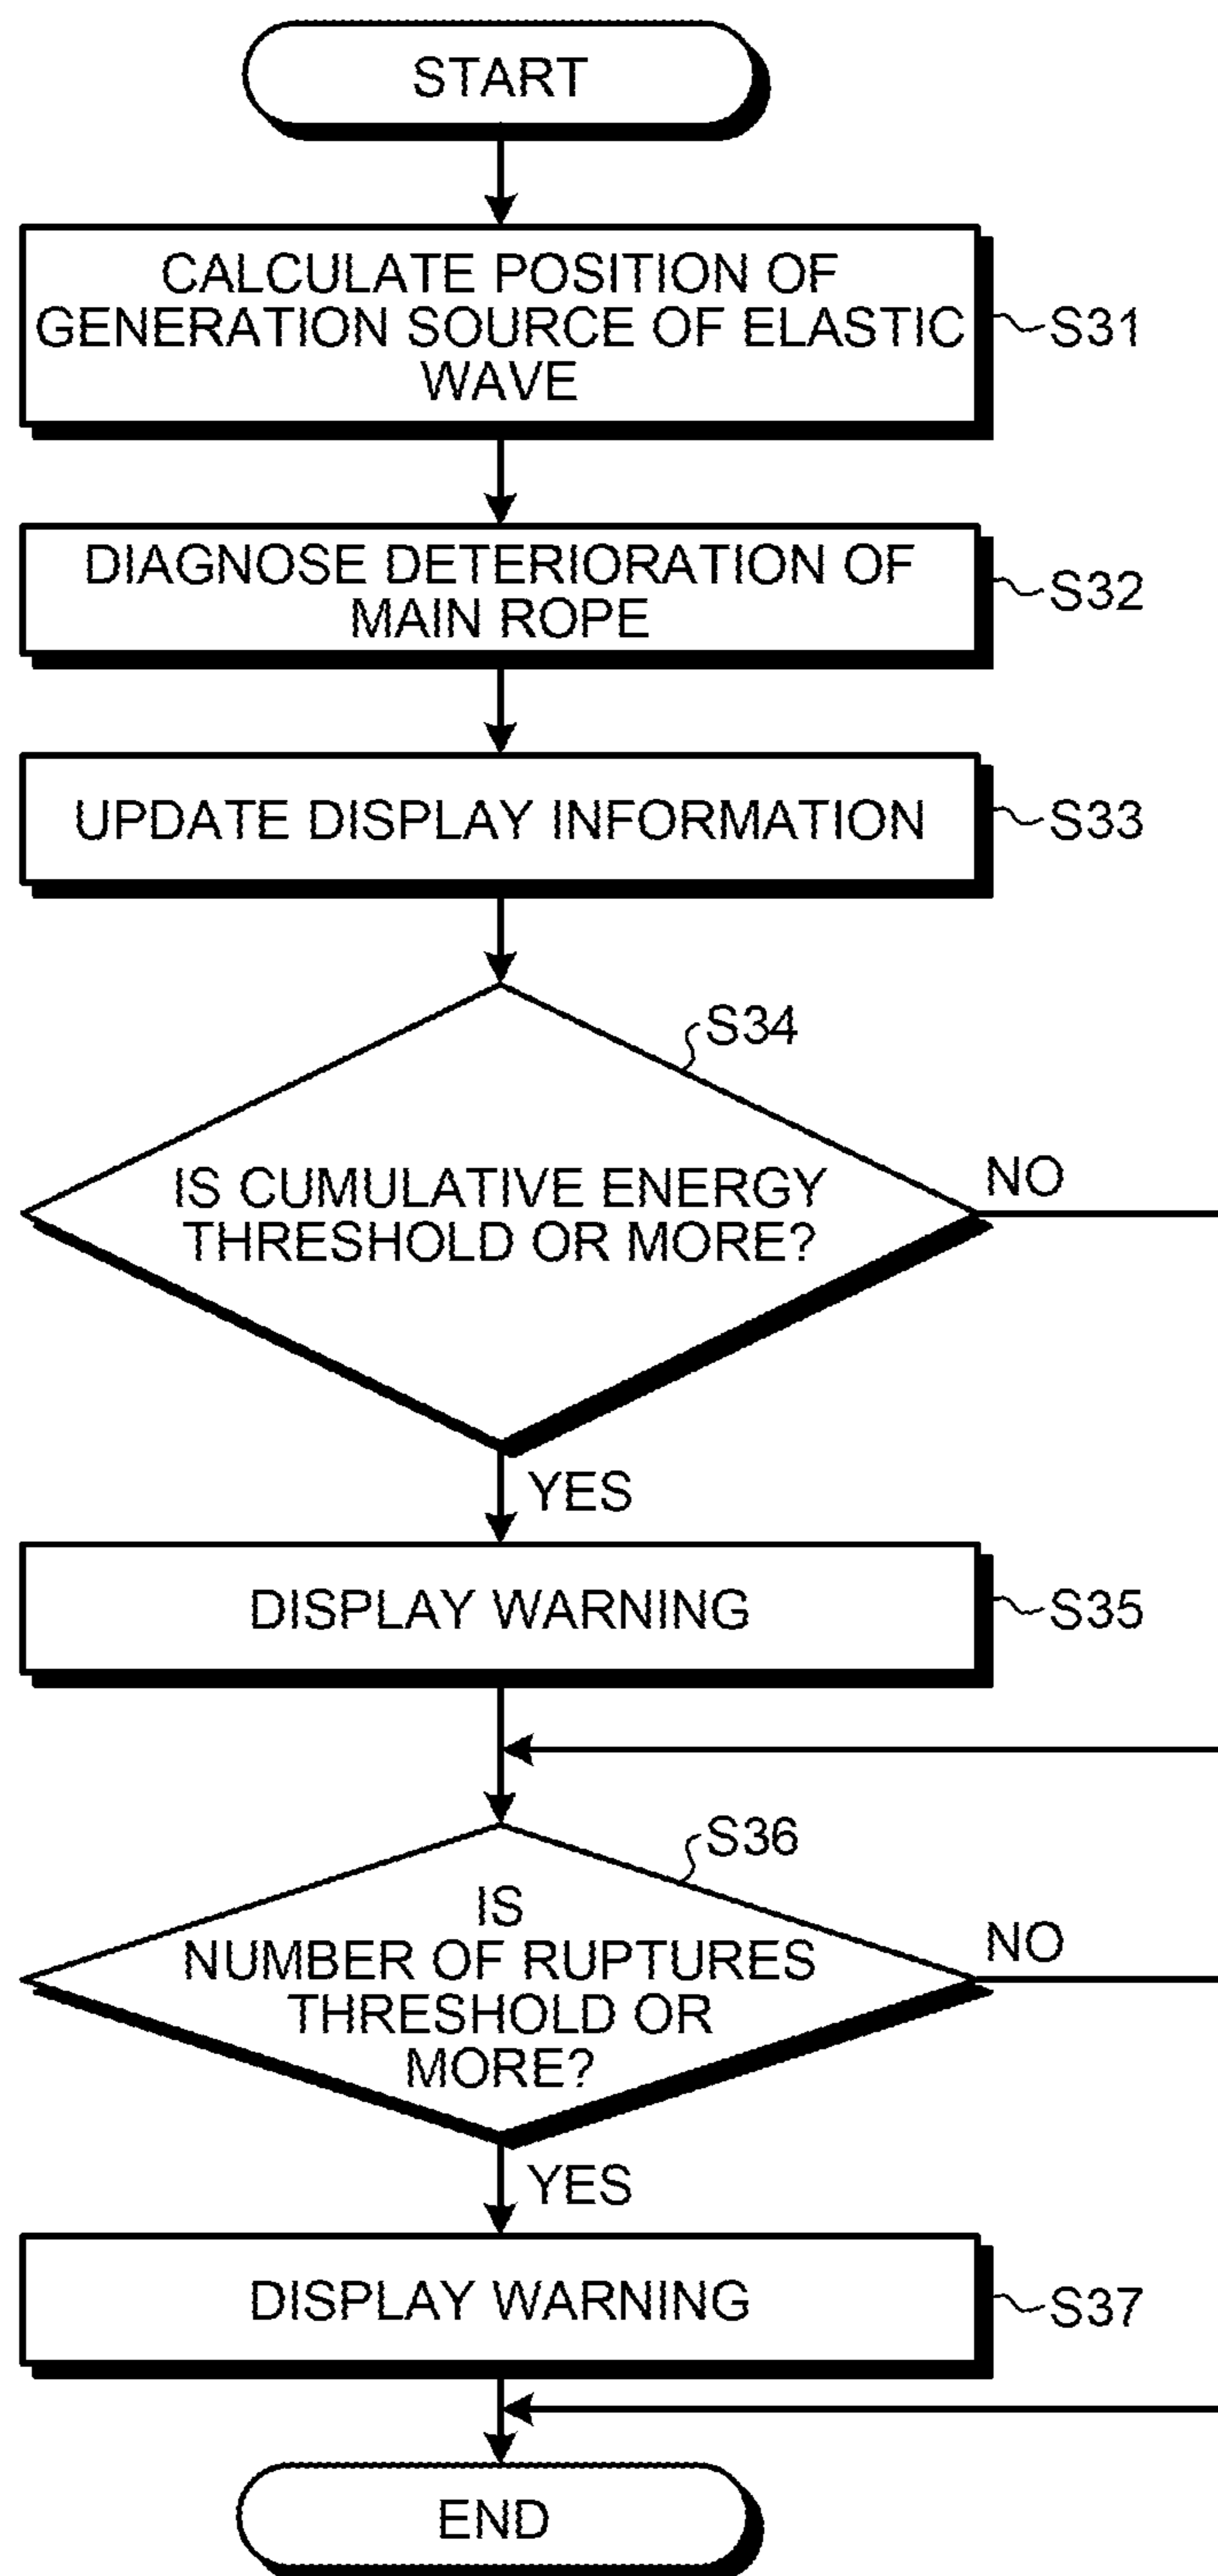 START
CALCULATE POSITION OF
GENERATION SOURCE OF ELASTIC
WAVE
S31
DIAGNOSE DETERIORATION OF
MAIN ROPE
S32
UPDATE DISPLAY INFORMATION
S33
S34
IS CUMULATIVE ENERGY
THRESHOLD OR MORE?
NO
YES
DISPLAY WARNING
S35
S36
IS
NUMBER OF RUPTURES
THRESHOLD OR
MORE?
NO
YES
DISPLAY WARNING
S37
END